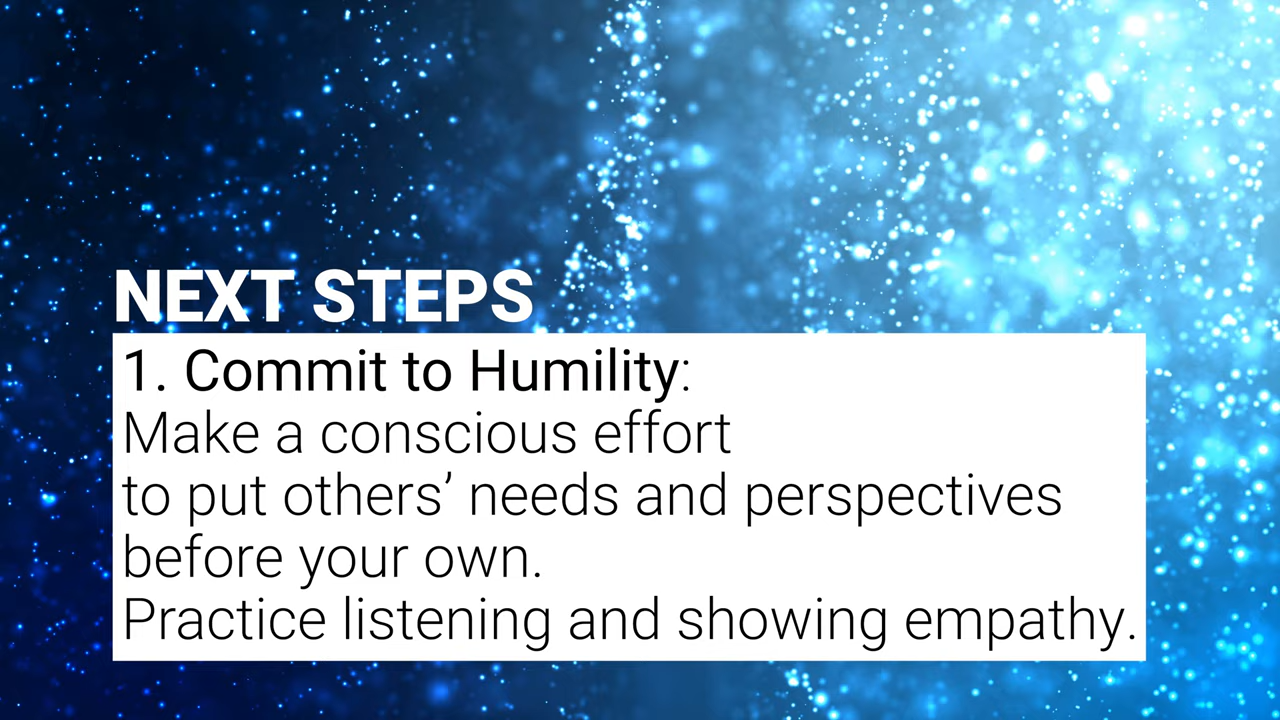 NEXT STEPS
1. Commit to Humility:
Make a conscious effort
to put others’ needs and perspectives
before your own.
Practice listening and showing empathy.